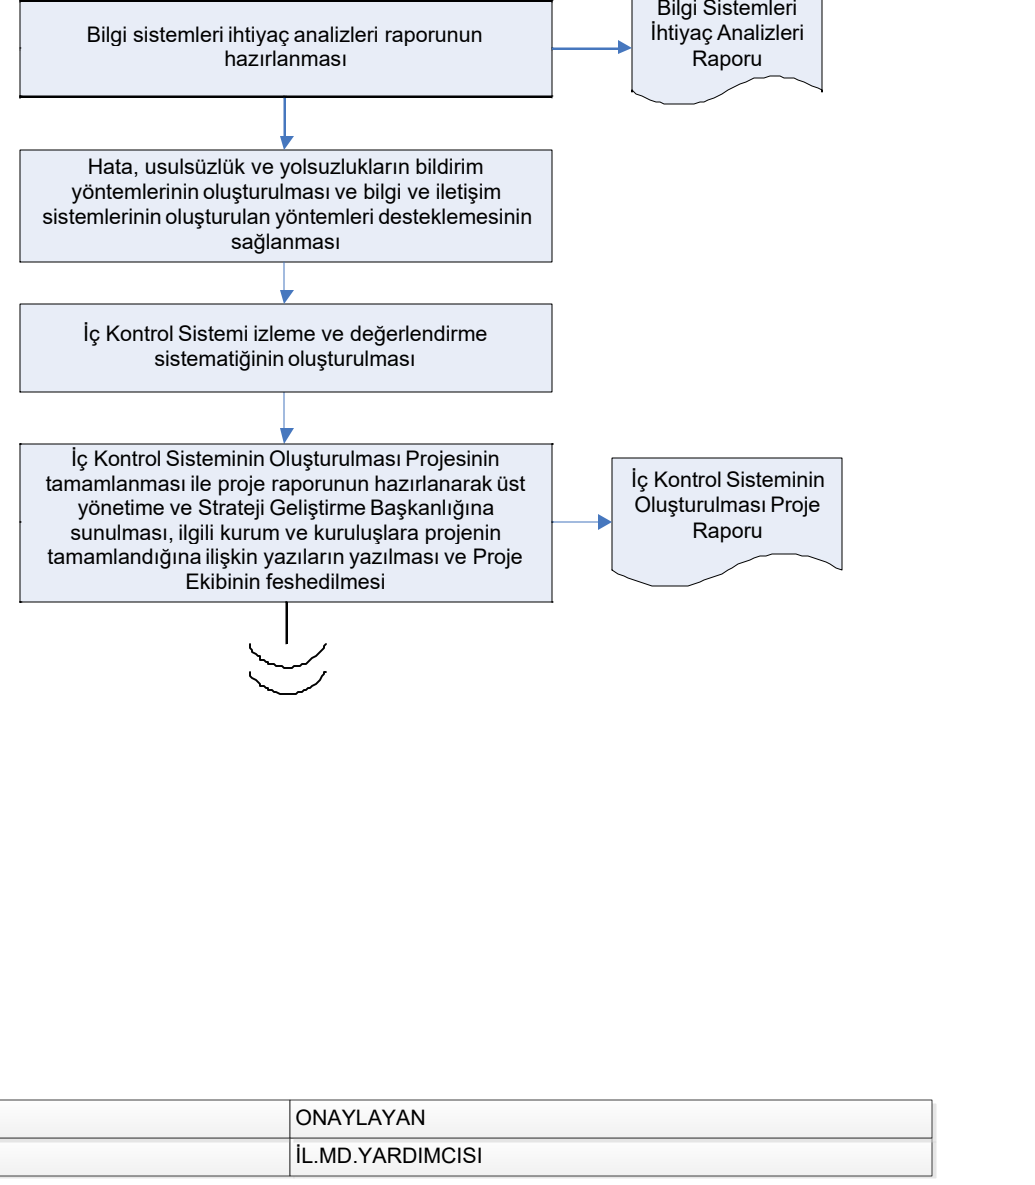 Bilgi sistemleri ihtiyaç analizleri raporunun
hazırlanması
Bilgi Sistemleri
İhtiyaç Analizleri
Raporu
Hata, usulsüzlük ve yolsuzlukların bildirim
yöntemlerinin oluşturulması ve bilgi ve iletişim
sistemlerinin oluşturulan yöntemleri desteklemesinin
sağlanması
İç Kontrol Sistemi izleme ve değerlendirme
sistematiğinin oluşturulması
İç Kontrol Sisteminin Oluşturulması Projesinin
tamamlanması ile proje raporunun hazırlanarak üst
yönetime ve Strateji Geliştirme Başkanlığına
sunulması, ilgili kurum ve kuruluşlara projenin
tamamlandığına ilişkin yazıların yazılması ve Proje
Ekibinin feshedilmesi
İç Kontrol Sisteminin
Oluşturulması Proje
Raporu
ONAYLAYAN
İL.MD.YARDIMCISI